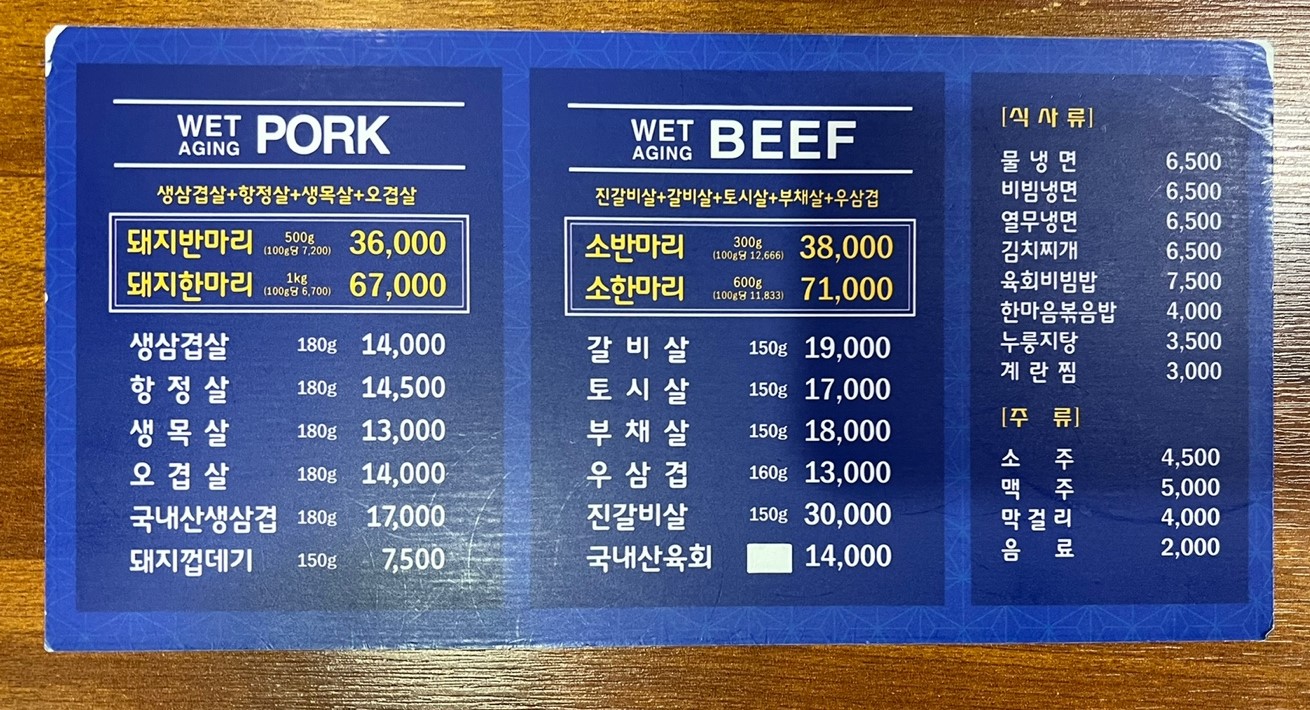 WET AGING PORK
생삼겹살+항정살+생목살+오겹살
돼지반마리 500g (100g당 7,200) 36,000
돼지한마리 1kg (100g당 6,700) 67,000
생삼겹살 180g 14,000
항정살 180g 14,500
생목살 180g 13,000
오겹살 180g 14,000
국내산생삼겹 180g 17,000
돼지껍데기 150g 7,500
WET AGING BEEF
진갈비살+갈비살+토시살+부채살+우삼겹
소반마리 300g (100g당 12,666) 38,000
소한마리 600g (100g당 11,833) 71,000
갈비살 150g 19,000
토시살 150g 17,000
부채살 150g 18,000
우삼겹 160g 13,000
진갈비살 150g 30,000
국내산육회 14,000
[식사류]
물냉면 6,500
비빔냉면 6,500
열무냉면 6,500
김치찌개 6,500
육회비빔밥 7,500
한마음볶음밥 4,000
누룽지탕 3,500
계란찜 3,000
[주류]
소주 4,500
맥주 5,000
막걸리 4,000
음료 2,000